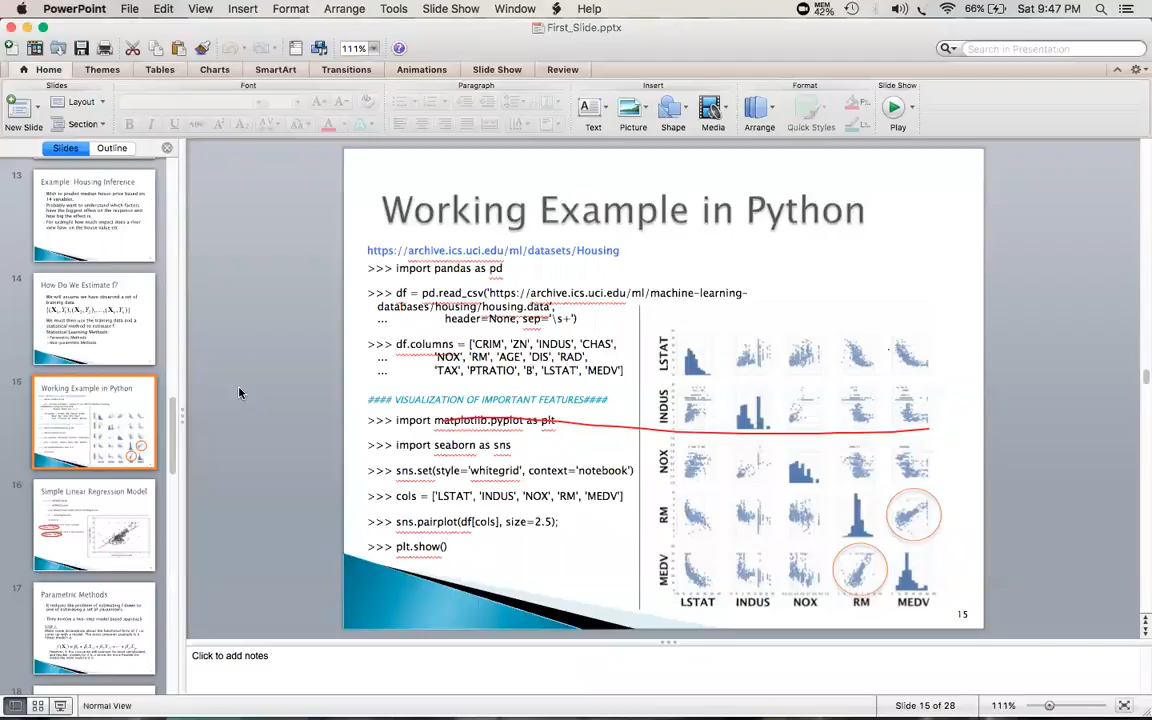 PowerPoint File Edit View Insert Format Arrange Tools Slide Show Window Help MEM 42% 66% Sat 9:47 PM
First_Slide.pptx
111% Search in Presentation
Home Themes Tables Charts SmartArt Transitions Animations Slide Show Review
Slides Font Paragraph Insert Format Slide Show
Layout
Section
New Slide Text Picture Shape Media Arrange Quick Styles Play
Slides Outline
13
Example: Housing Inference
14
How Do We Estimate f?
15
Working Example in Python
16
Simple Linear Regression Model
17
Parametric Methods
18
Working Example in Python
https://archive.ics.uci.edu/ml/datasets/Housing
>>> import pandas as pd
>>> df = pd.read_csv('https://archive.ics.uci.edu/ml/machine-learning-
databases/housing/housing.data',
... header=None, sep='\s+')
>>> df.columns = ['CRIM', 'ZN', 'INDUS', 'CHAS',
... 'NOX', 'RM', 'AGE', 'DIS', 'RAD',
... 'TAX', 'PTRATIO', 'B', 'LSTAT', 'MEDV']
#### VISUALIZATION OF IMPORTANT FEATURES####
>>> import matplotlib.pyplot as plt
>>> import seaborn as sns
>>> sns.set(style='whitegrid', context='notebook')
>>> cols = ['LSTAT', 'INDUS', 'NOX', 'RM', 'MEDV']
>>> sns.pairplot(df[cols], size=2.5);
>>> plt.show()
LSTAT
INDUS
NOX
RM
MEDV
LSTAT INDUS NOX RM MEDV
15
Click to add notes
Normal View Slide 15 of 28 111%